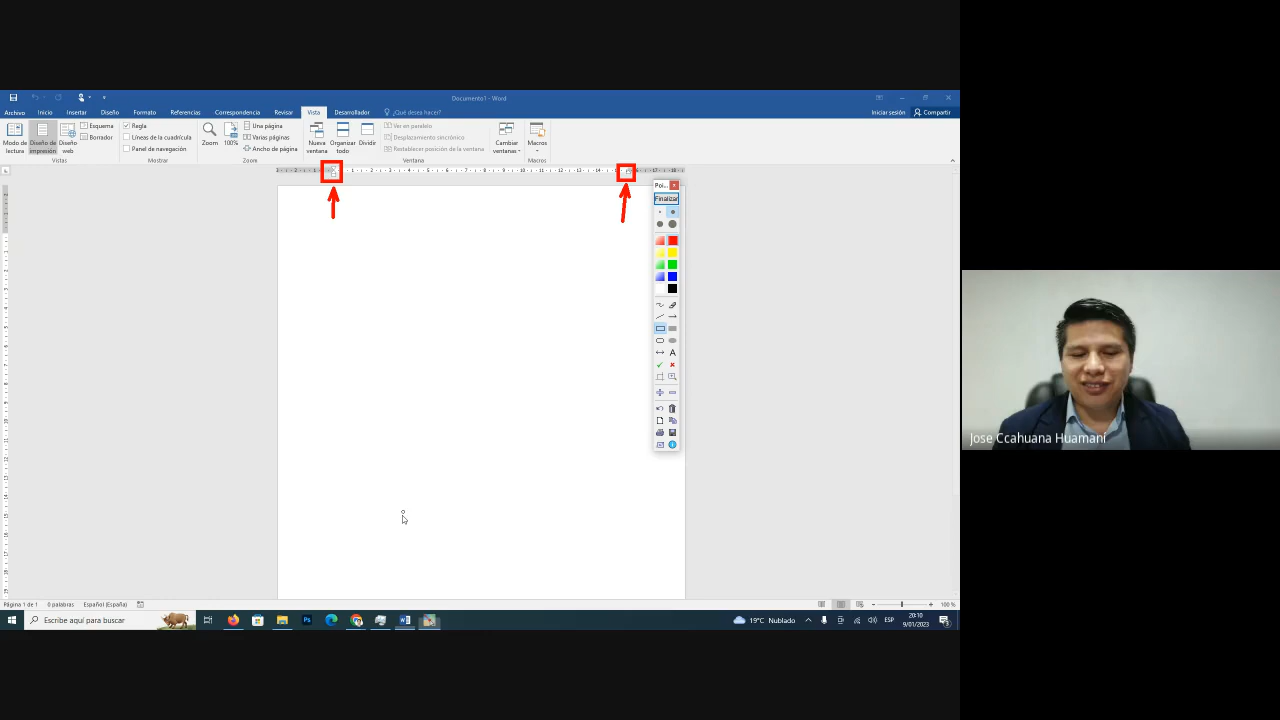 Documento1 - Word
Archivo Inicio Insertar Diseño Formato Referencias Correspondencia Revisar Vista Desarrollador ¿Qué desea hacer? Iniciar sesión Compartir
Modo de lectura
Diseño de impresión
Diseño web
Esquema
Borrador
Vistas
Regla
Líneas de la cuadrícula
Panel de navegación
Mostrar
Zoom
100%
Una página
Varias páginas
Ancho de página
Zoom
Nueva ventana
Organizar todo
Dividir
Ver en paralelo
Desplazamiento sincrónico
Restablecer posición de la ventana
Ventana
Cambiar ventanas
Macros
Macros
Poi...
Finalizar
A
Jose Ccahuana Huamaní
Página 1 de 1 0 palabras Español (España)
100 %
Escribe aquí para buscar
Ps
19°C Nublado
ESP
20:10
9/01/2023